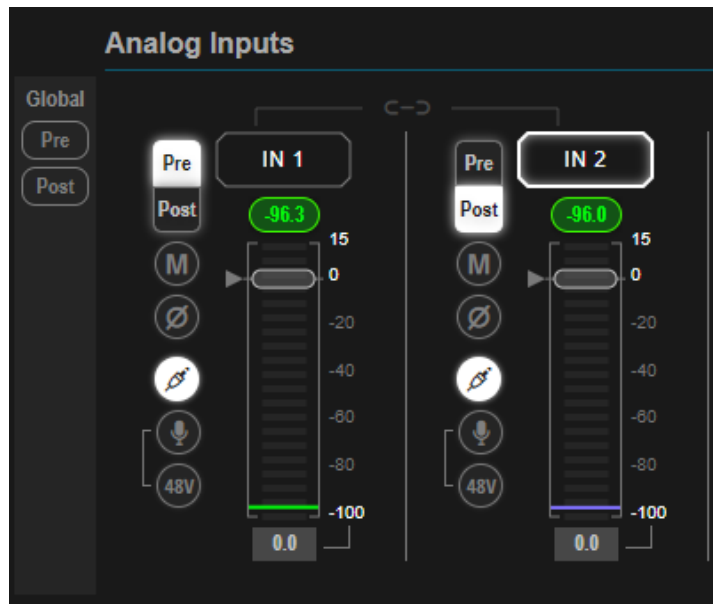 Analog Inputs
Global
Pre
Post
Pre
Post
IN 1
-96.3
M
Ø
48V
15
0
-20
-40
-60
-80
-100
0.0
Pre
Post
IN 2
-96.0
M
Ø
48V
15
0
-20
-40
-60
-80
-100
0.0